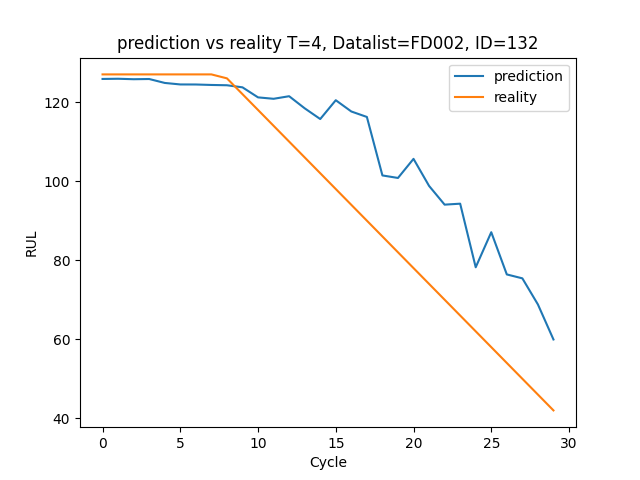 prediction vs reality T=4, Datalist=FD002, ID=132
prediction
reality
120
100
80
60
40
RUL
0 5 10 15 20 25 30
Cycle